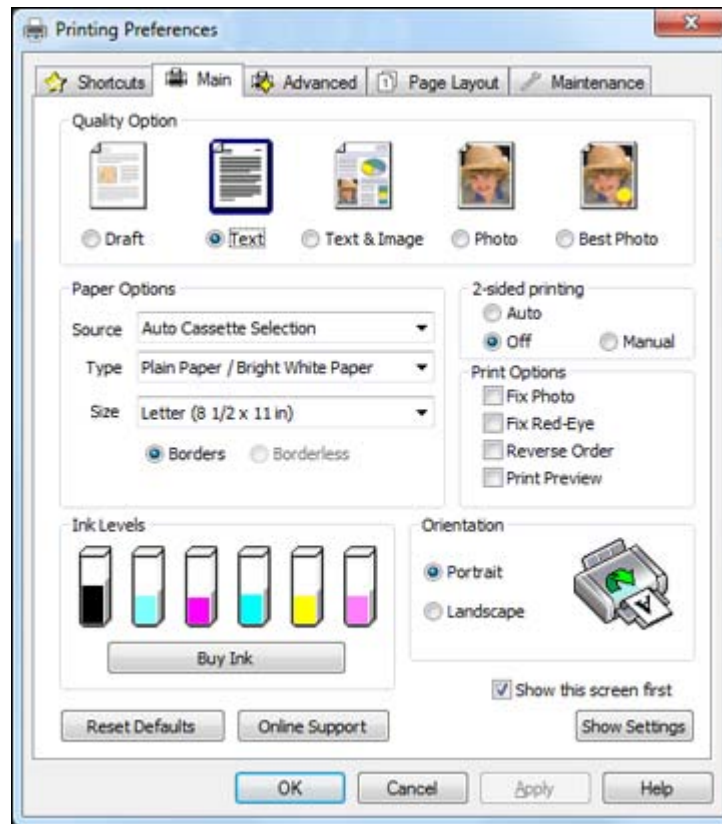 Printing Preferences
Shortcuts Main Advanced 1 Page Layout Maintenance
Quality Option
Draft Text Text & Image Photo Best Photo
Paper Options
Source Auto Cassette Selection
Type Plain Paper / Bright White Paper
Size Letter (8 1/2 x 11 in)
Borders Borderless
2-sided printing
Auto
Off Manual
Print Options
Fix Photo
Fix Red-Eye
Reverse Order
Print Preview
Ink Levels
Buy Ink
Orientation
Portrait
Landscape
A
Show this screen first
Reset Defaults Online Support Show Settings
OK Cancel Apply Help